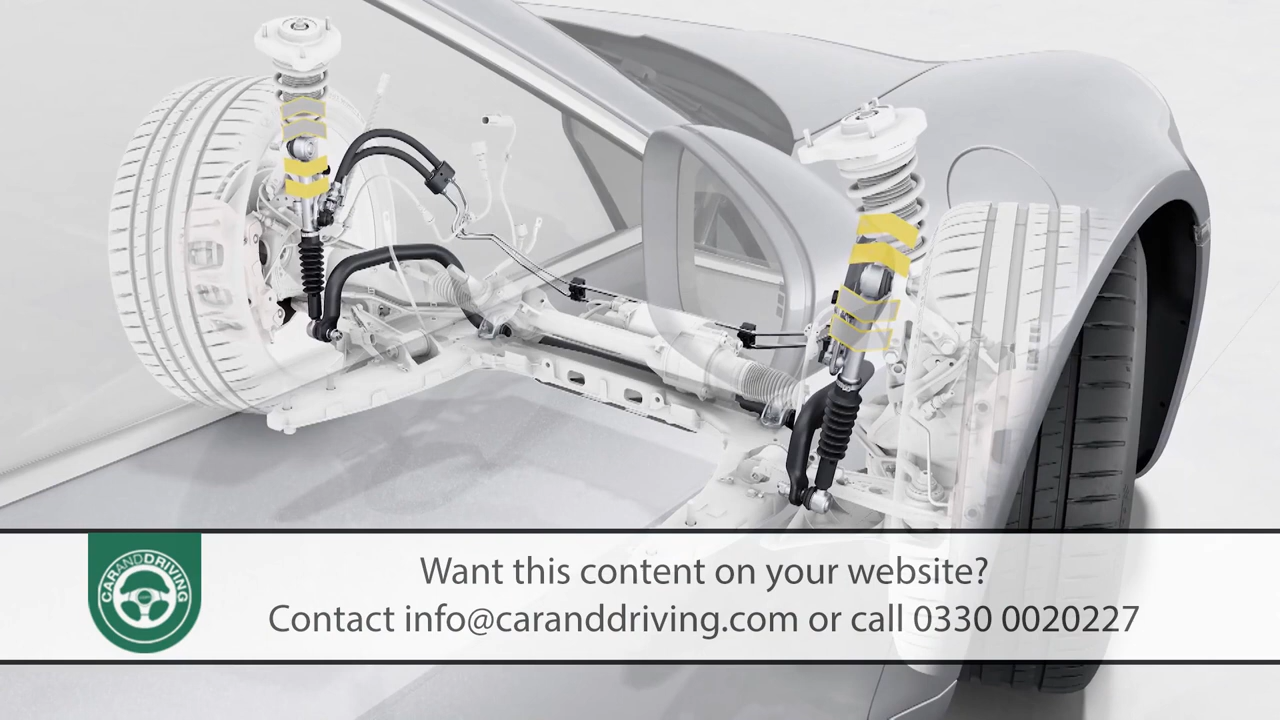 CARANDDRIVING
Want this content on your website?
Contact info@caranddriving.com or call 0330 0020227